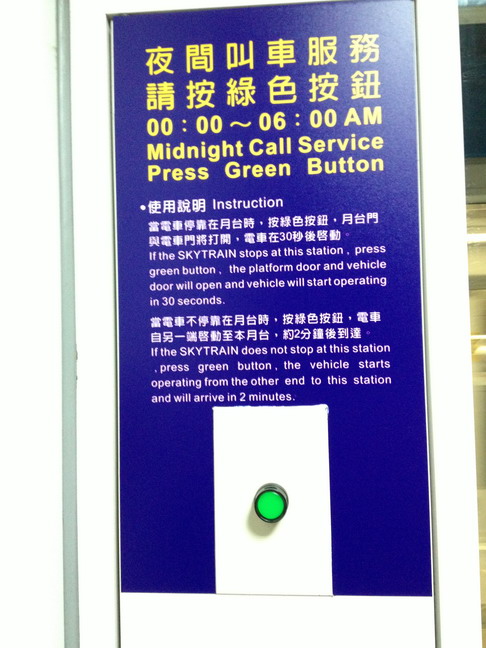 夜間叫車服務
請按綠色按鈕
00：00～06：00 AM
Midnight Call Service
Press Green Button
•使用說明 Instruction
當電車停靠在月台時，按綠色按鈕，月台門
與電車門將打開，電車在30秒後啓動。
If the SKYTRAIN stops at this station , press
green button , the platform door and vehicle
door will open and vehicle will start operating
in 30 seconds.
當電車不停靠在月台時，按綠色按鈕，電車
自另一端啓動至本月台，約2分鐘後到達。
If the SKYTRAIN does not stop at this station
, press green button , the vehicle starts
operating from the other end to this station
and will arrive in 2 minutes.